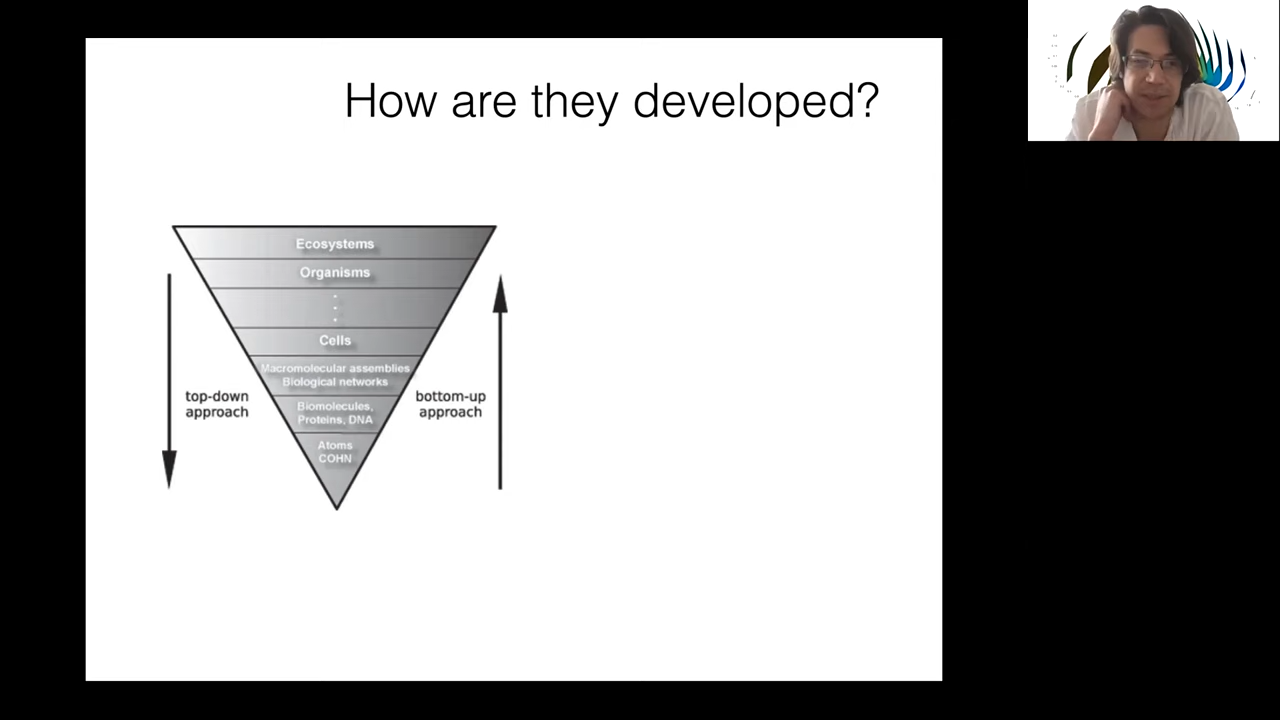 How are they developed?
Ecosystems
Organisms
.
.
.
Cells
Macromolecular assemblies
Biological networks
top-down
approach
Biomolecules,
Proteins, DNA
bottom-up
approach
Atoms
COHN